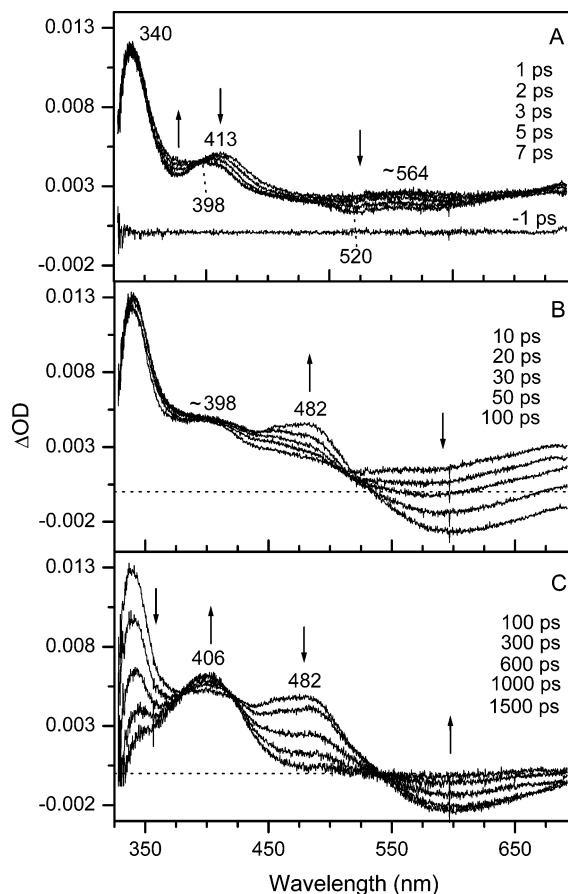 0.013
0.008
0.003
-0.002
340
413
398
~564
520
-1 ps
A
1 ps
2 ps
3 ps
5 ps
7 ps
0.013
0.008
0.003
-0.002
~398
482
B
10 ps
20 ps
30 ps
50 ps
100 ps
ΔOD
0.013
0.008
0.003
-0.002
406
482
C
100 ps
300 ps
600 ps
1000 ps
1500 ps
350 450 550 650
Wavelength (nm)